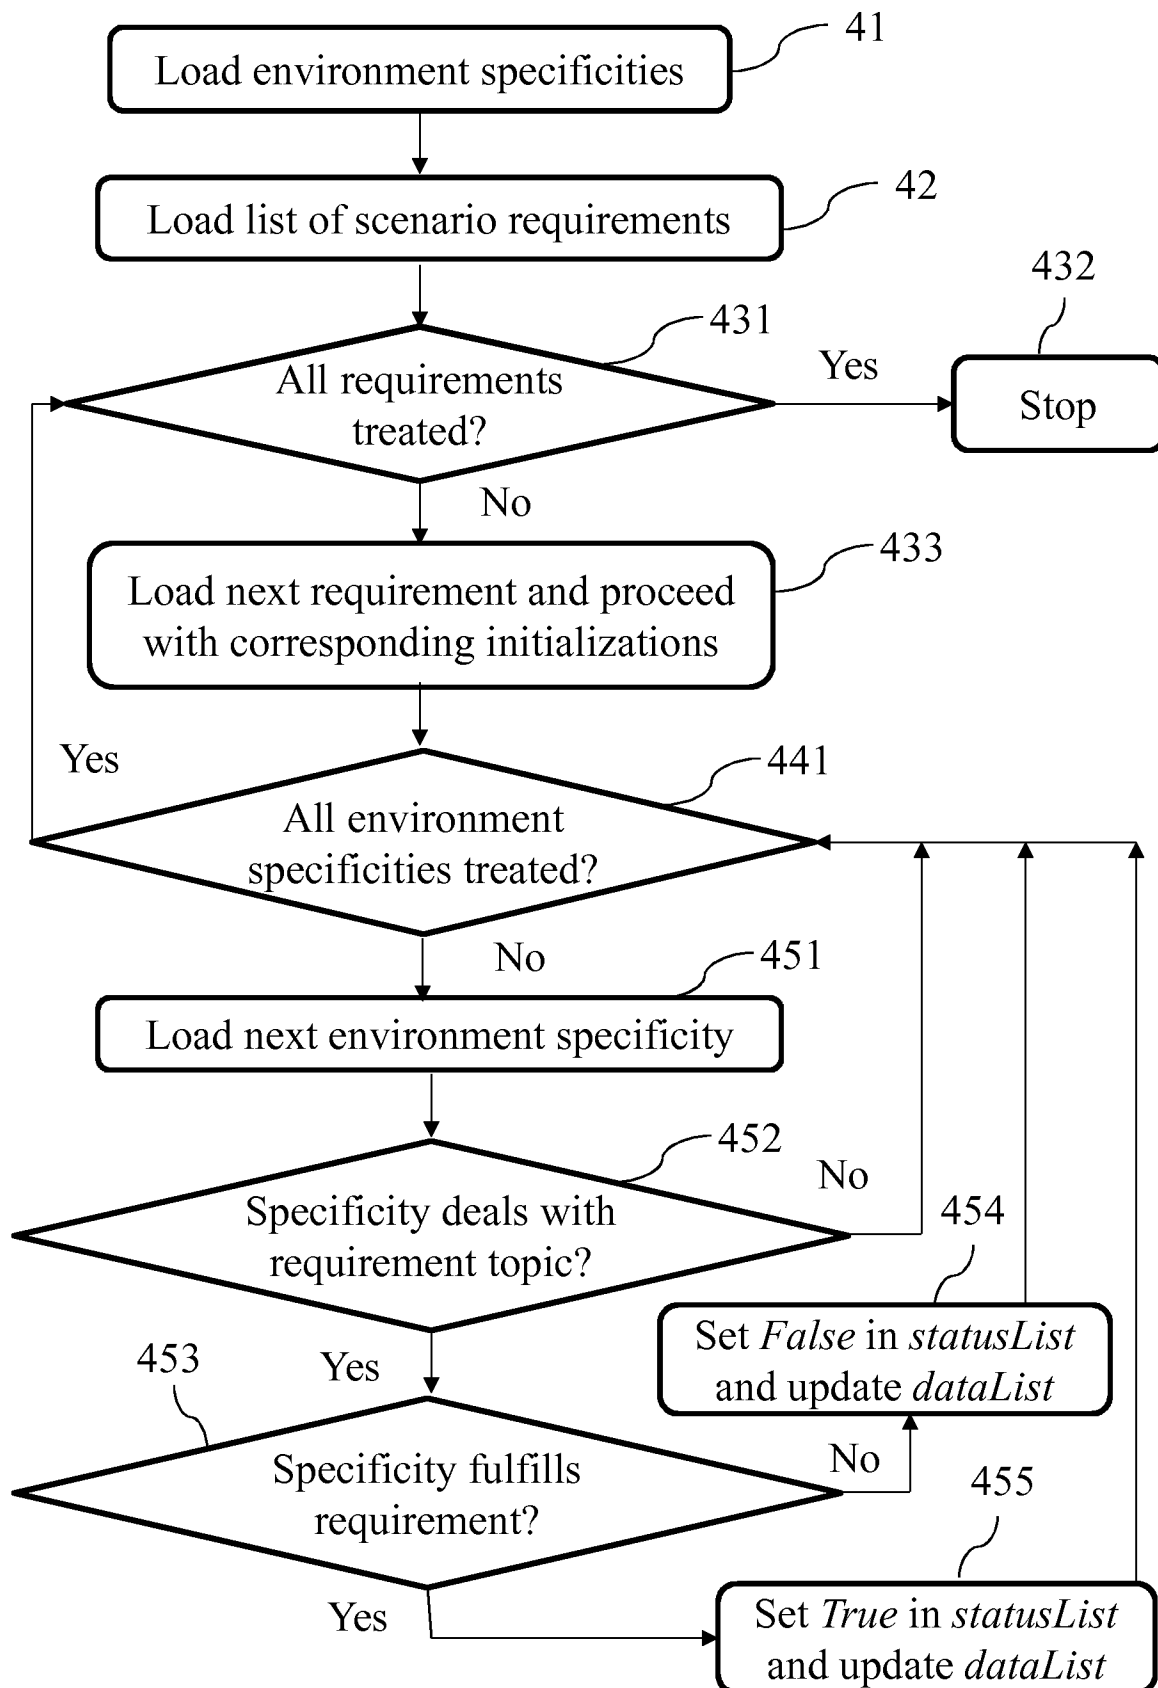 41
Load environment specificities
42
Load list of scenario requirements
432
431
Yes
All requirements
treated?
Stop
No
433
Load next requirement and proceed
with corresponding initializations
Yes
441
All environment
specificities treated?
No
451
Load next environment specificity
452
No
Specificity deals with
requirement topic?
454
Set False in statusList
and update dataList
453
Yes
Specificity fulfills
requirement?
No
455
Yes
Set True in statusList
and update dataList